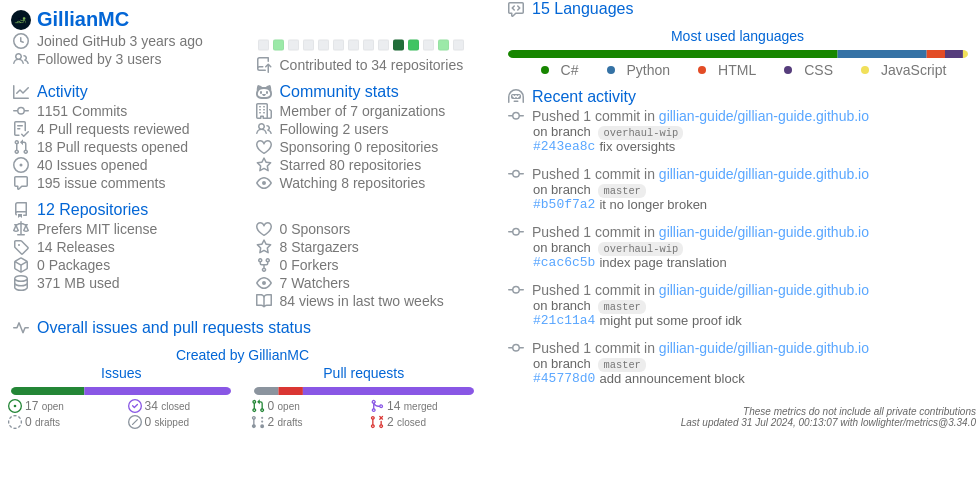 GillianMC
Joined GitHub 3 years ago
Followed by 3 users
Contributed to 34 repositories
Activity
1151 Commits
4 Pull requests reviewed
18 Pull requests opened
40 Issues opened
195 issue comments
Community stats
Member of 7 organizations
Following 2 users
Sponsoring 0 repositories
Starred 80 repositories
Watching 8 repositories
12 Repositories
Prefers MIT license
14 Releases
0 Packages
371 MB used
0 Sponsors
8 Stargazers
0 Forkers
7 Watchers
84 views in last two weeks
Overall issues and pull requests status
Created by GillianMC
Issues
17 open
34 closed
0 drafts
0 skipped
Pull requests
0 open
14 merged
2 drafts
2 closed
15 Languages
Most used languages
C#
Python
HTML
CSS
JavaScript
Recent activity
Pushed 1 commit in gillian-guide/gillian-guide.github.io
on branch overhaul-wip
#243ea8c fix oversights
Pushed 1 commit in gillian-guide/gillian-guide.github.io
on branch master
#b50f7a2 it no longer broken
Pushed 1 commit in gillian-guide/gillian-guide.github.io
on branch overhaul-wip
#cac6c5b index page translation
Pushed 1 commit in gillian-guide/gillian-guide.github.io
on branch master
#21c11a4 might put some proof idk
Pushed 1 commit in gillian-guide/gillian-guide.github.io
on branch master
#45778d0 add announcement block
These metrics do not include all private contributions
Last updated 31 Jul 2024, 00:13:07 with lowlighter/metrics@3.34.0